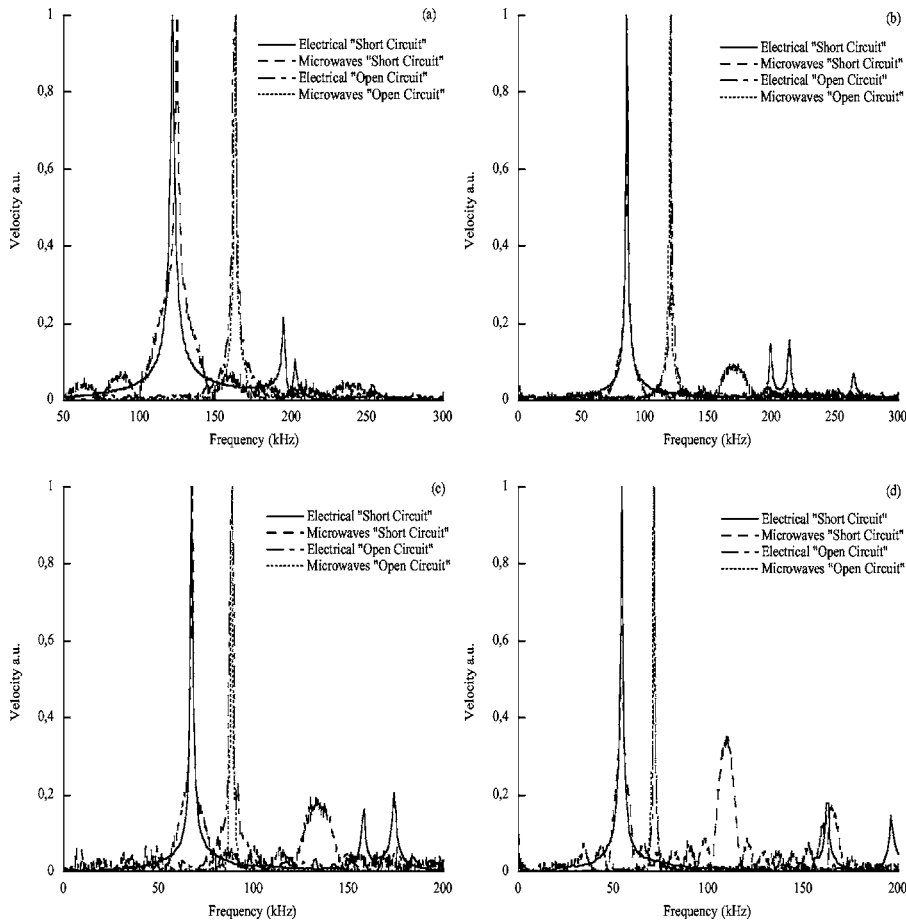 (a)
Electrical "Short Circuit"
Microwaves "Short Circuit"
Electrical "Open Circuit"
Microwaves "Open Circuit"
1
0,8
0,6
0,4
0,2
0
Velocity a.u.
50 100 150 200 250 300
Frequency (kHz)
(b)
Electrical "Short Circuit"
Microwaves "Short Circuit"
Electrical "Open Circuit"
Microwaves "Open Circuit"
1
0,8
0,6
0,4
0,2
0
Velocity a.u.
0 50 100 150 200 250 300
Frequency (kHz)
(c)
Electrical "Short Circuit"
Microwaves "Short Circuit"
Electrical "Open Circuit"
Microwaves "Open Circuit"
1
0,8
0,6
0,4
0,2
0
Velocity a.u.
0 50 100 150 200
Frequency (kHz)
(d)
Electrical "Short Circuit"
Microwaves "Short Circuit"
Electrical "Open Circuit"
Microwaves "Open Circuit"
1
0,8
0,6
0,4
0,2
0
Velocity a.u.
0 50 100 150 200
Frequency (kHz)